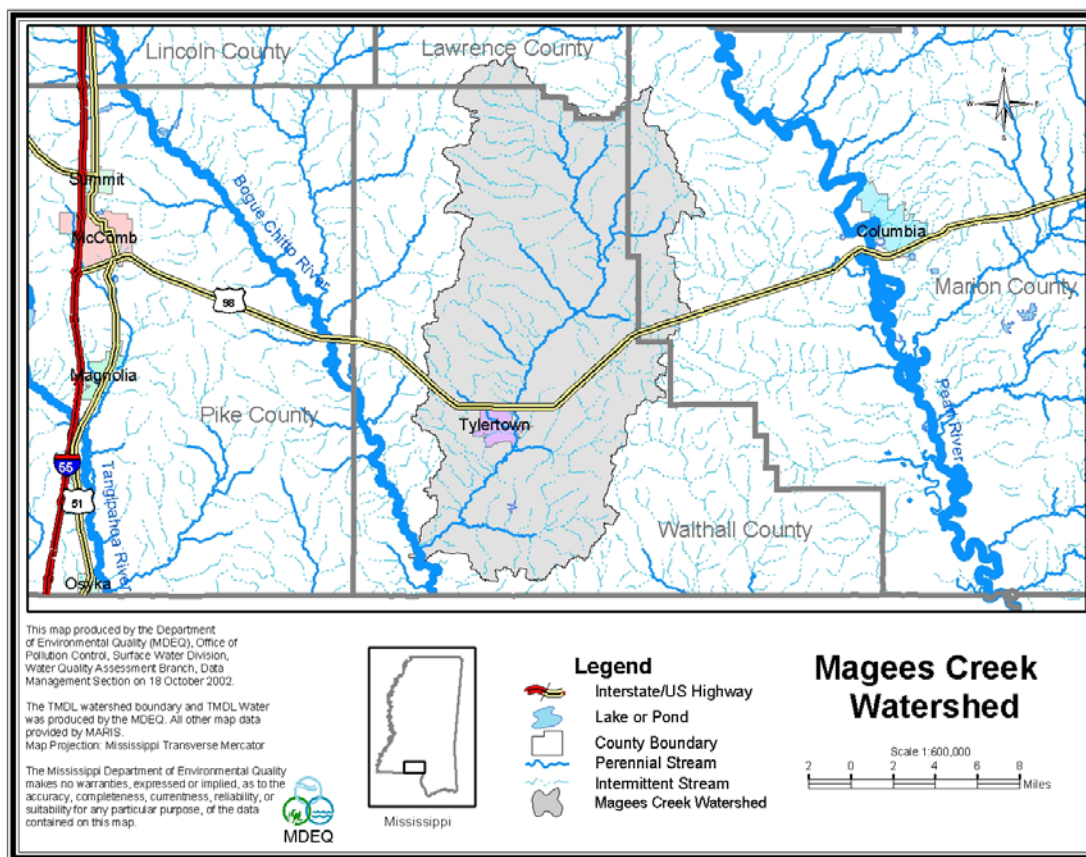 Lincoln County
Lawrence County
N
W
E
S
Summit
McComb
Bogue Chitto River
Columbia
98
Marion County
Magnolia
Pike County
Tylertown
Pearl River
55
51
Tangipahoa River
Walthall County
Osyka
This map produced by the Department
of Environmental Quality (MDEQ), Office of
Pollution Control, Surface Water Division,
Water Quality Assessment Branch, Data
Management Section on 18 October 2002.
The TMDL watershed boundary and TMDL Water
was produced by the MDEQ. All other map data
provided by MARIS.
Map Projection: Mississippi Transverse Mercator
The Mississippi Department of Environmental Quality
makes no warranties, expressed or implied, as to the
accuracy, completeness, currentness, reliability, or
suitability for any particular purpose, of the data
contained on this map.
MDEQ
Mississippi
Legend
Interstate/US Highway
Lake or Pond
County Boundary
Perennial Stream
Intermittent Stream
Magees Creek Watershed
Magees Creek
Watershed
Scale 1:600,000
2 0 2 4 6 8 Miles